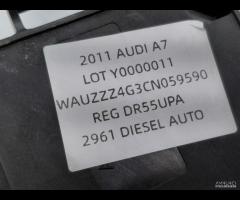 2011 AUDI A7
LOT Y0000011
WAUZZZ4G3CN059590
REG DR55UPA
2961 DIESEL AUTO